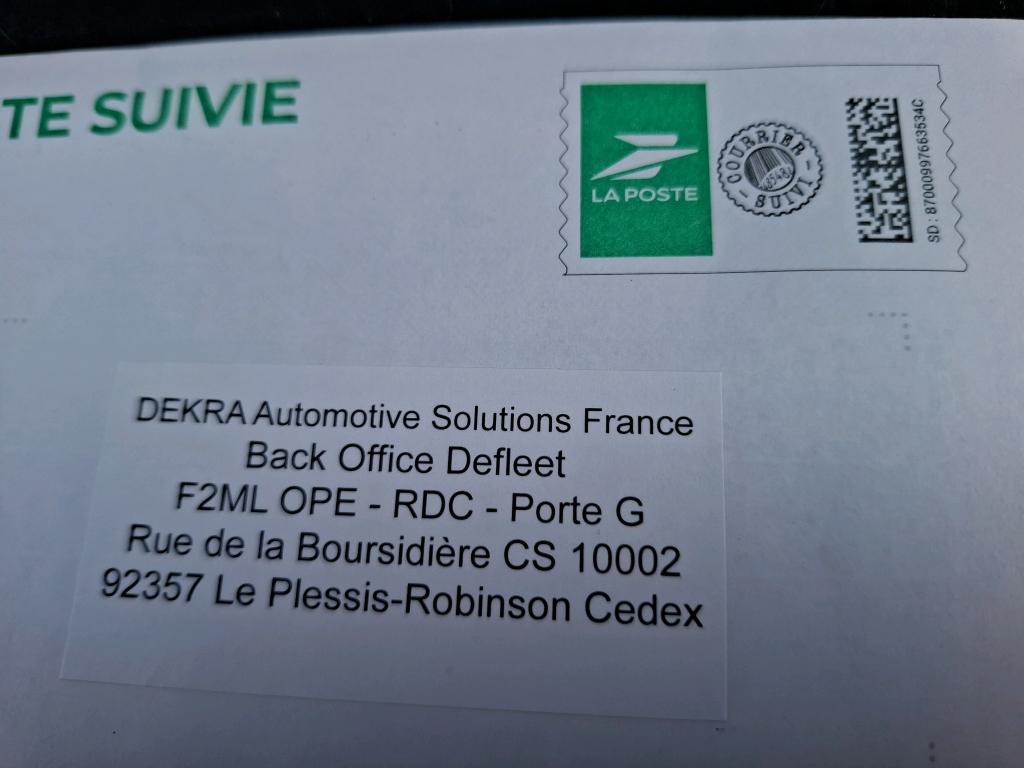 TE SUIVIE
LA POSTE
COURRIER
SUIVI
SD : 87000997663534C
DEKRA Automotive Solutions France
Back Office Defleet
F2ML OPE - RDC - Porte G
Rue de la Boursidière CS 10002
92357 Le Plessis-Robinson Cedex